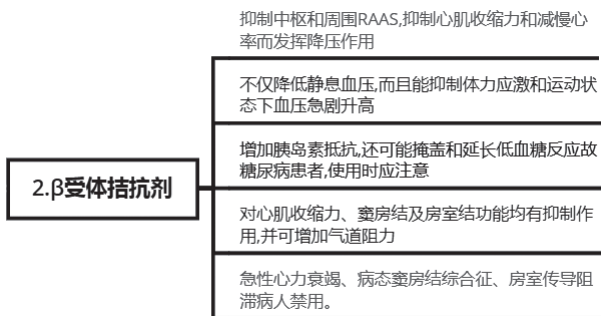 抑制中枢和周围RAAS,抑制心肌收缩力和减慢心
率而发挥降压作用
不仅降低静息血压,而且能抑制体力应激和运动状
态下血压急剧升高
增加胰岛素抵抗,还可能掩盖和延长低血糖反应故
糖尿病患者,使用时应注意
2.β受体拮抗剂
对心肌收缩力、窦房结及房室结功能均有抑制作
用,并可增加气道阻力
急性心力衰竭、病态窦房结综合征、房室传导阻
滞病人禁用。